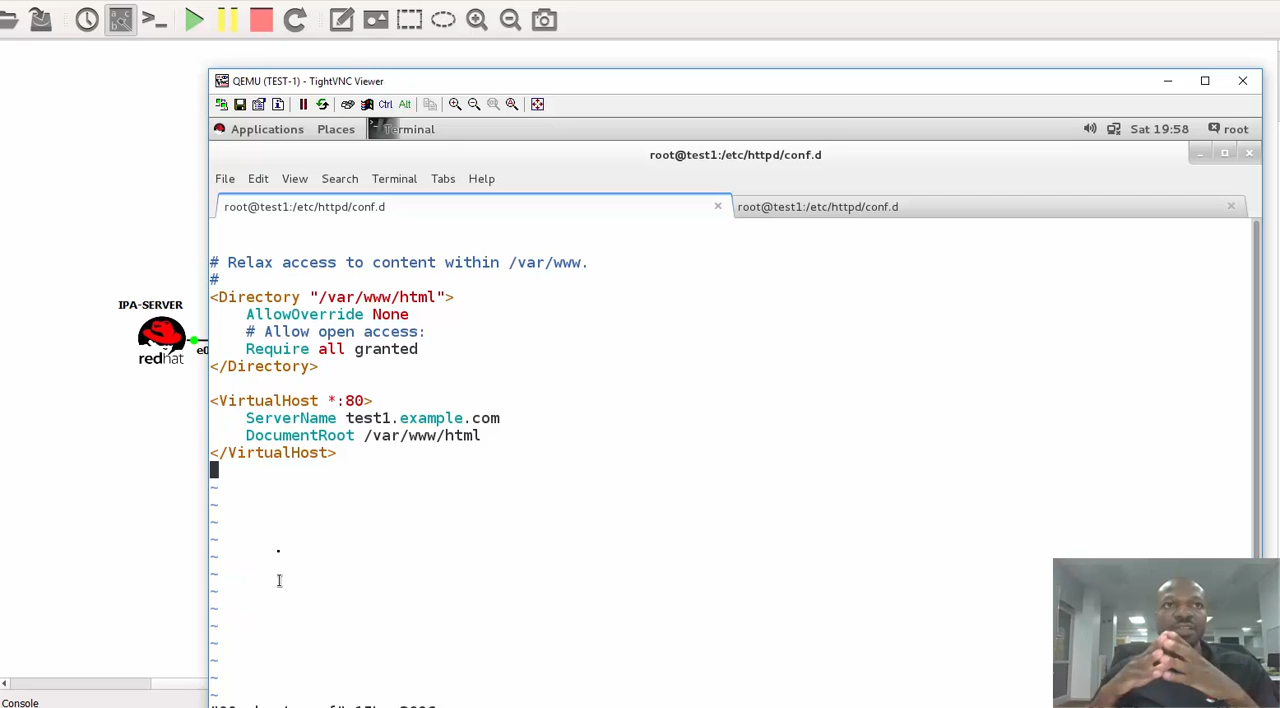 QEMU (TEST-1) - TightVNC Viewer
Ctrl Alt
Applications Places Terminal Sat 19:58 root
root@test1:/etc/httpd/conf.d
File Edit View Search Terminal Tabs Help
root@test1:/etc/httpd/conf.d root@test1:/etc/httpd/conf.d
# Relax access to content within /var/www.
#
<Directory "/var/www/html">
AllowOverride None
# Allow open access:
Require all granted
</Directory>
<VirtualHost *:80>
ServerName test1.example.com
DocumentRoot /var/www/html
</VirtualHost>
~
~
~
~
~
~
~
~
~
~
~
~
~
IPA-SERVER
redhat
Console